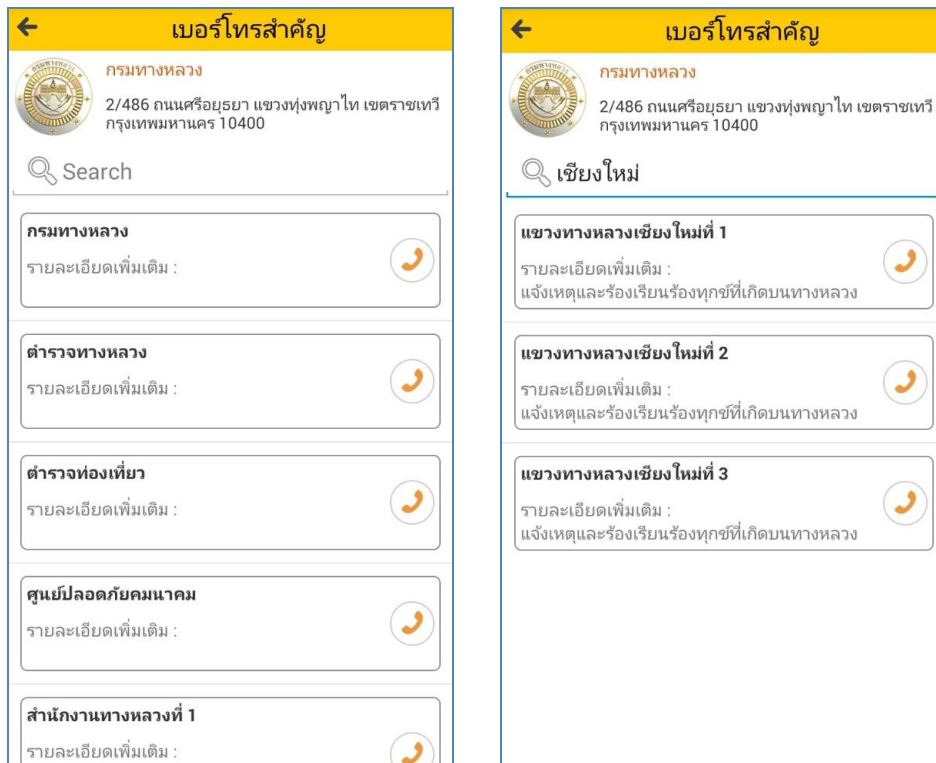 เบอร์โทรสำคัญ
กรมทางหลวง
2/486 ถนนศรีอยุธยา แขวงทุ่งพญาไท เขตราชเทวี
กรุงเทพมหานคร 10400
Search
กรมทางหลวง
รายละเอียดเพิ่มเติม :
ตำรวจทางหลวง
รายละเอียดเพิ่มเติม :
ตำรวจท่องเที่ยว
รายละเอียดเพิ่มเติม :
ศูนย์ปลอดภัยคมนาคม
รายละเอียดเพิ่มเติม :
สำนักงานทางหลวงที่ 1
รายละเอียดเพิ่มเติม :
เบอร์โทรสำคัญ
กรมทางหลวง
2/486 ถนนศรีอยุธยา แขวงทุ่งพญาไท เขตราชเทวี
กรุงเทพมหานคร 10400
เชียงใหม่
แขวงทางหลวงเชียงใหม่ที่ 1
รายละเอียดเพิ่มเติม :
แจ้งเหตุและร้องเรียนร้องทุกข์ที่เกิดบนทางหลวง
แขวงทางหลวงเชียงใหม่ที่ 2
รายละเอียดเพิ่มเติม :
แจ้งเหตุและร้องเรียนร้องทุกข์ที่เกิดบนทางหลวง
แขวงทางหลวงเชียงใหม่ที่ 3
รายละเอียดเพิ่มเติม :
แจ้งเหตุและร้องเรียนร้องทุกข์ที่เกิดบนทางหลวง